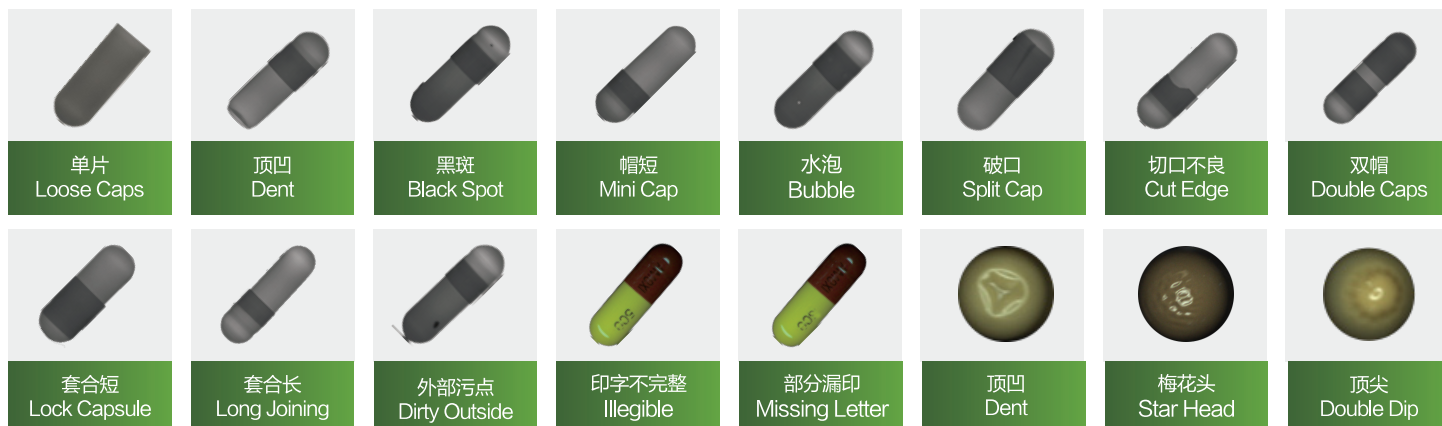 单片
Loose Caps
顶凹
Dent
黑斑
Black Spot
帽短
Mini Cap
水泡
Bubble
破口
Split Cap
切口不良
Cut Edge
双帽
Double Caps
套合短
Lock Capsule
套合长
Long Joining
外部污点
Dirty Outside
印字不完整
Illegible
部分漏印
Missing Letter
顶凹
Dent
梅花头
Star Head
顶尖
Double Dip